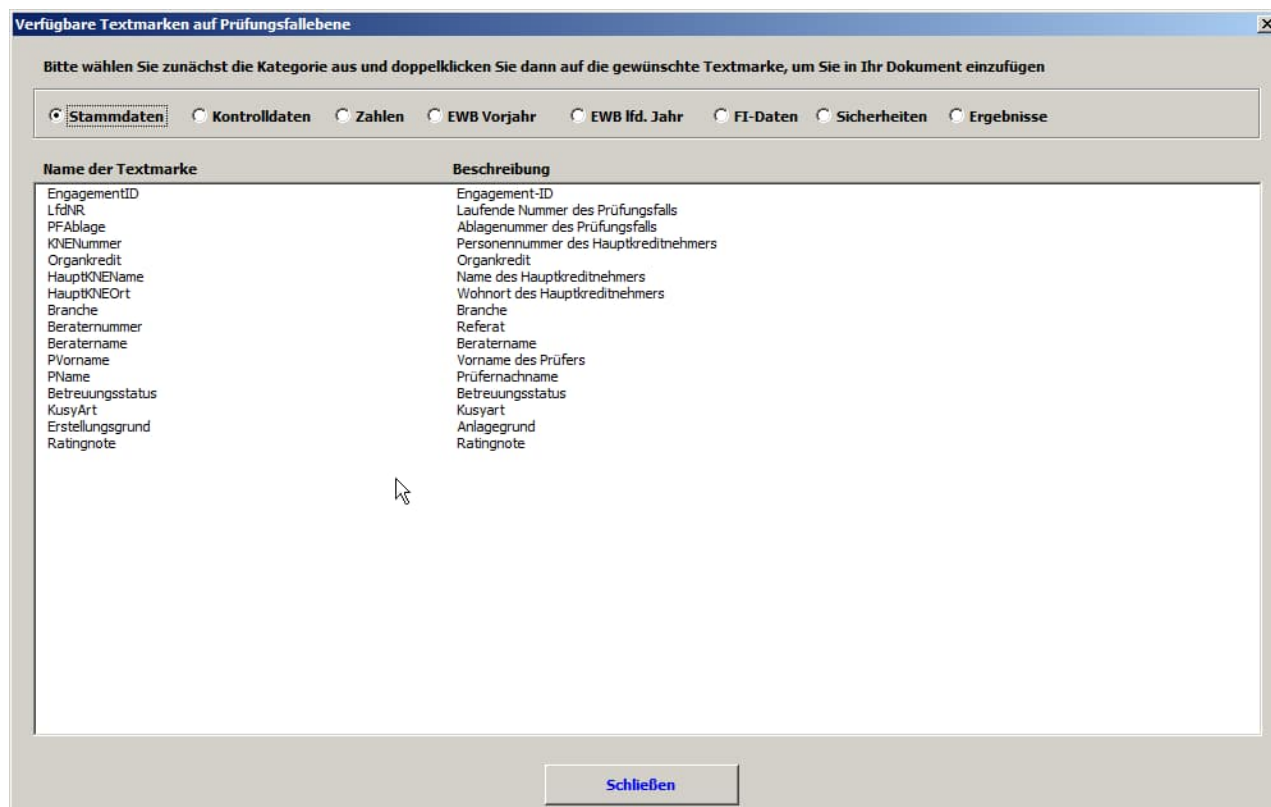 Verfügbare Textmarken auf Prüfungsfallebene
Bitte wählen Sie zunächst die Kategorie aus und doppelklicken Sie dann auf die gewünschte Textmarke, um Sie in Ihr Dokument einzufügen
Stammdaten Kontrolldaten Zahlen EWB Vorjahr EWB lfd. Jahr FI-Daten Sicherheiten Ergebnisse
Name der Textmarke Beschreibung
EngagementID Engagement-ID
LfdNR Laufende Nummer des Prüfungsfalls
PFAblage Ablagenummer des Prüfungsfalls
KNENummer Personennummer des Hauptkreditnehmers
Organkredit Organkredit
HauptKNEName Name des Hauptkreditnehmers
HauptKNEOrt Wohnort des Hauptkreditnehmers
Branche Branche
Beraternummer Referat
Beratername Beratername
PVorname Vorname des Prüfers
PName Prüfernachname
Betreuungsstatus Betreuungsstatus
KusyArt Kusyart
Erstellungsgrund Anlagegrund
Ratingnote Ratingnote
Schließen